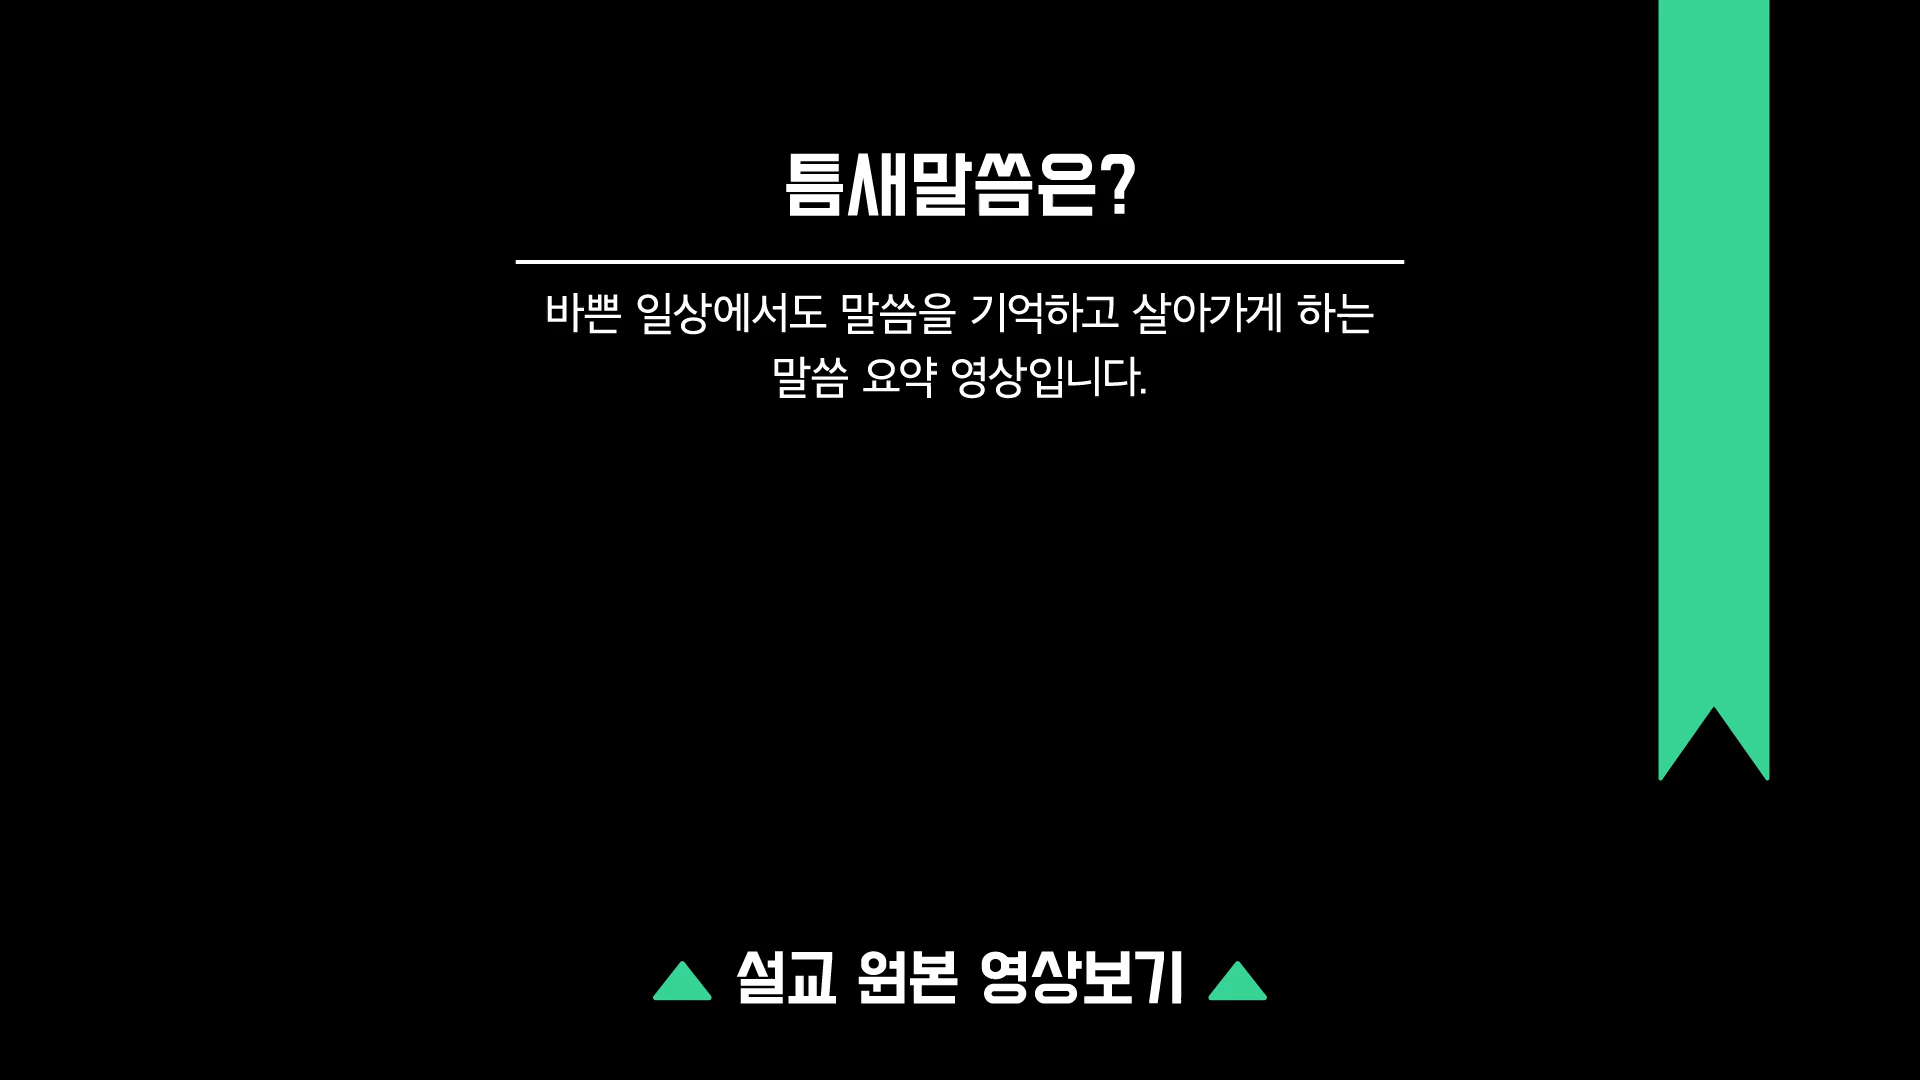 틈새말씀은?
바쁜 일상에서도 말씀을 기억하고 살아가게 하는
말씀 요약 영상입니다.
설교 원본 영상보기